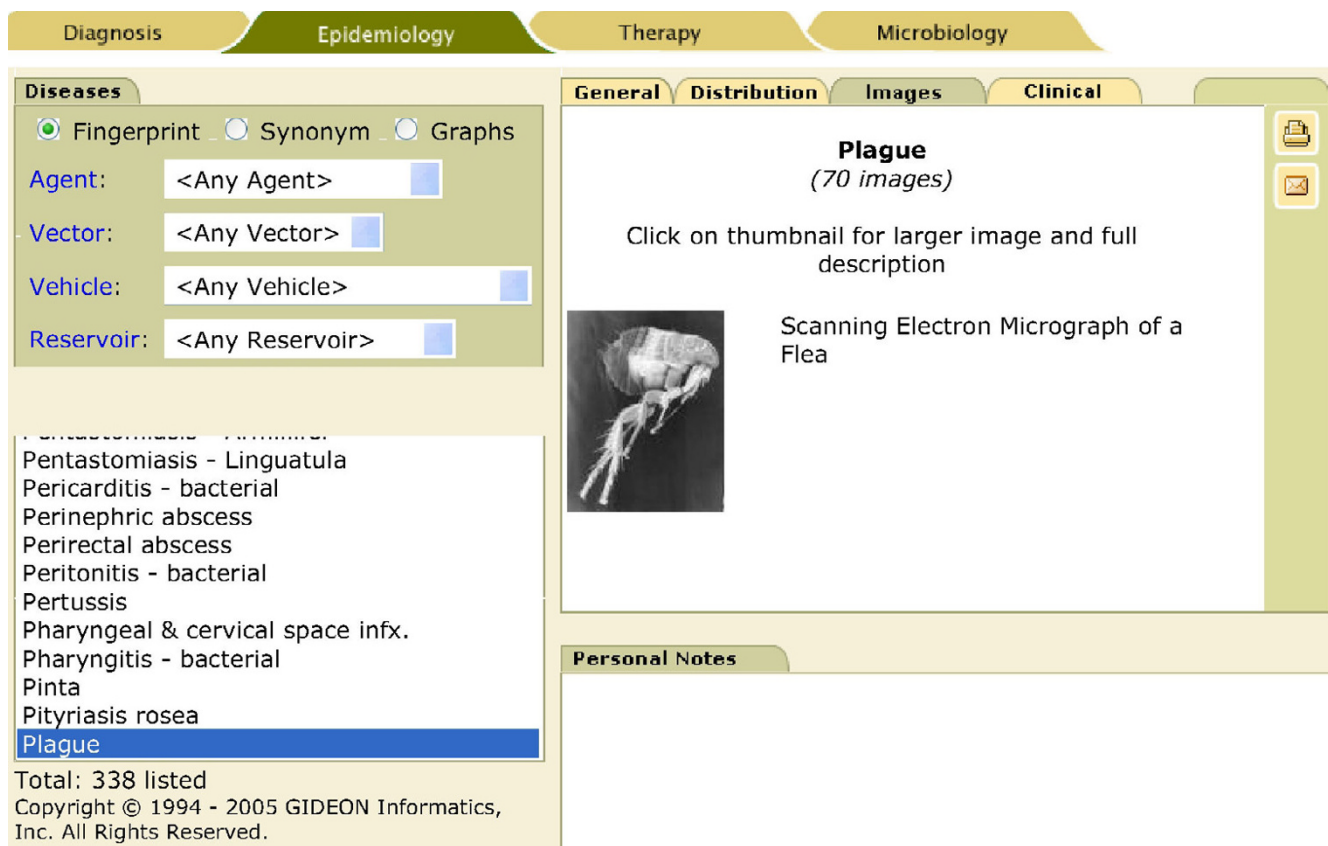 Diagnosis Epidemiology Therapy Microbiology
Diseases
Fingerprint Synonym Graphs
Agent: <Any Agent>
Vector: <Any Vector>
Vehicle: <Any Vehicle>
Reservoir: <Any Reservoir>
Pentastomiasis - Linguatula
Pericarditis - bacterial
Perinephric abscess
Perirectal abscess
Peritonitis - bacterial
Pertussis
Pharyngeal & cervical space infx.
Pharyngitis - bacterial
Pinta
Pityriasis rosea
Plague
Total: 338 listed
Copyright © 1994 - 2005 GIDEON Informatics,
Inc. All Rights Reserved.
General Distribution Images Clinical
Plague
(70 images)
Click on thumbnail for larger image and full
description
Scanning Electron Micrograph of a
Flea
Personal Notes